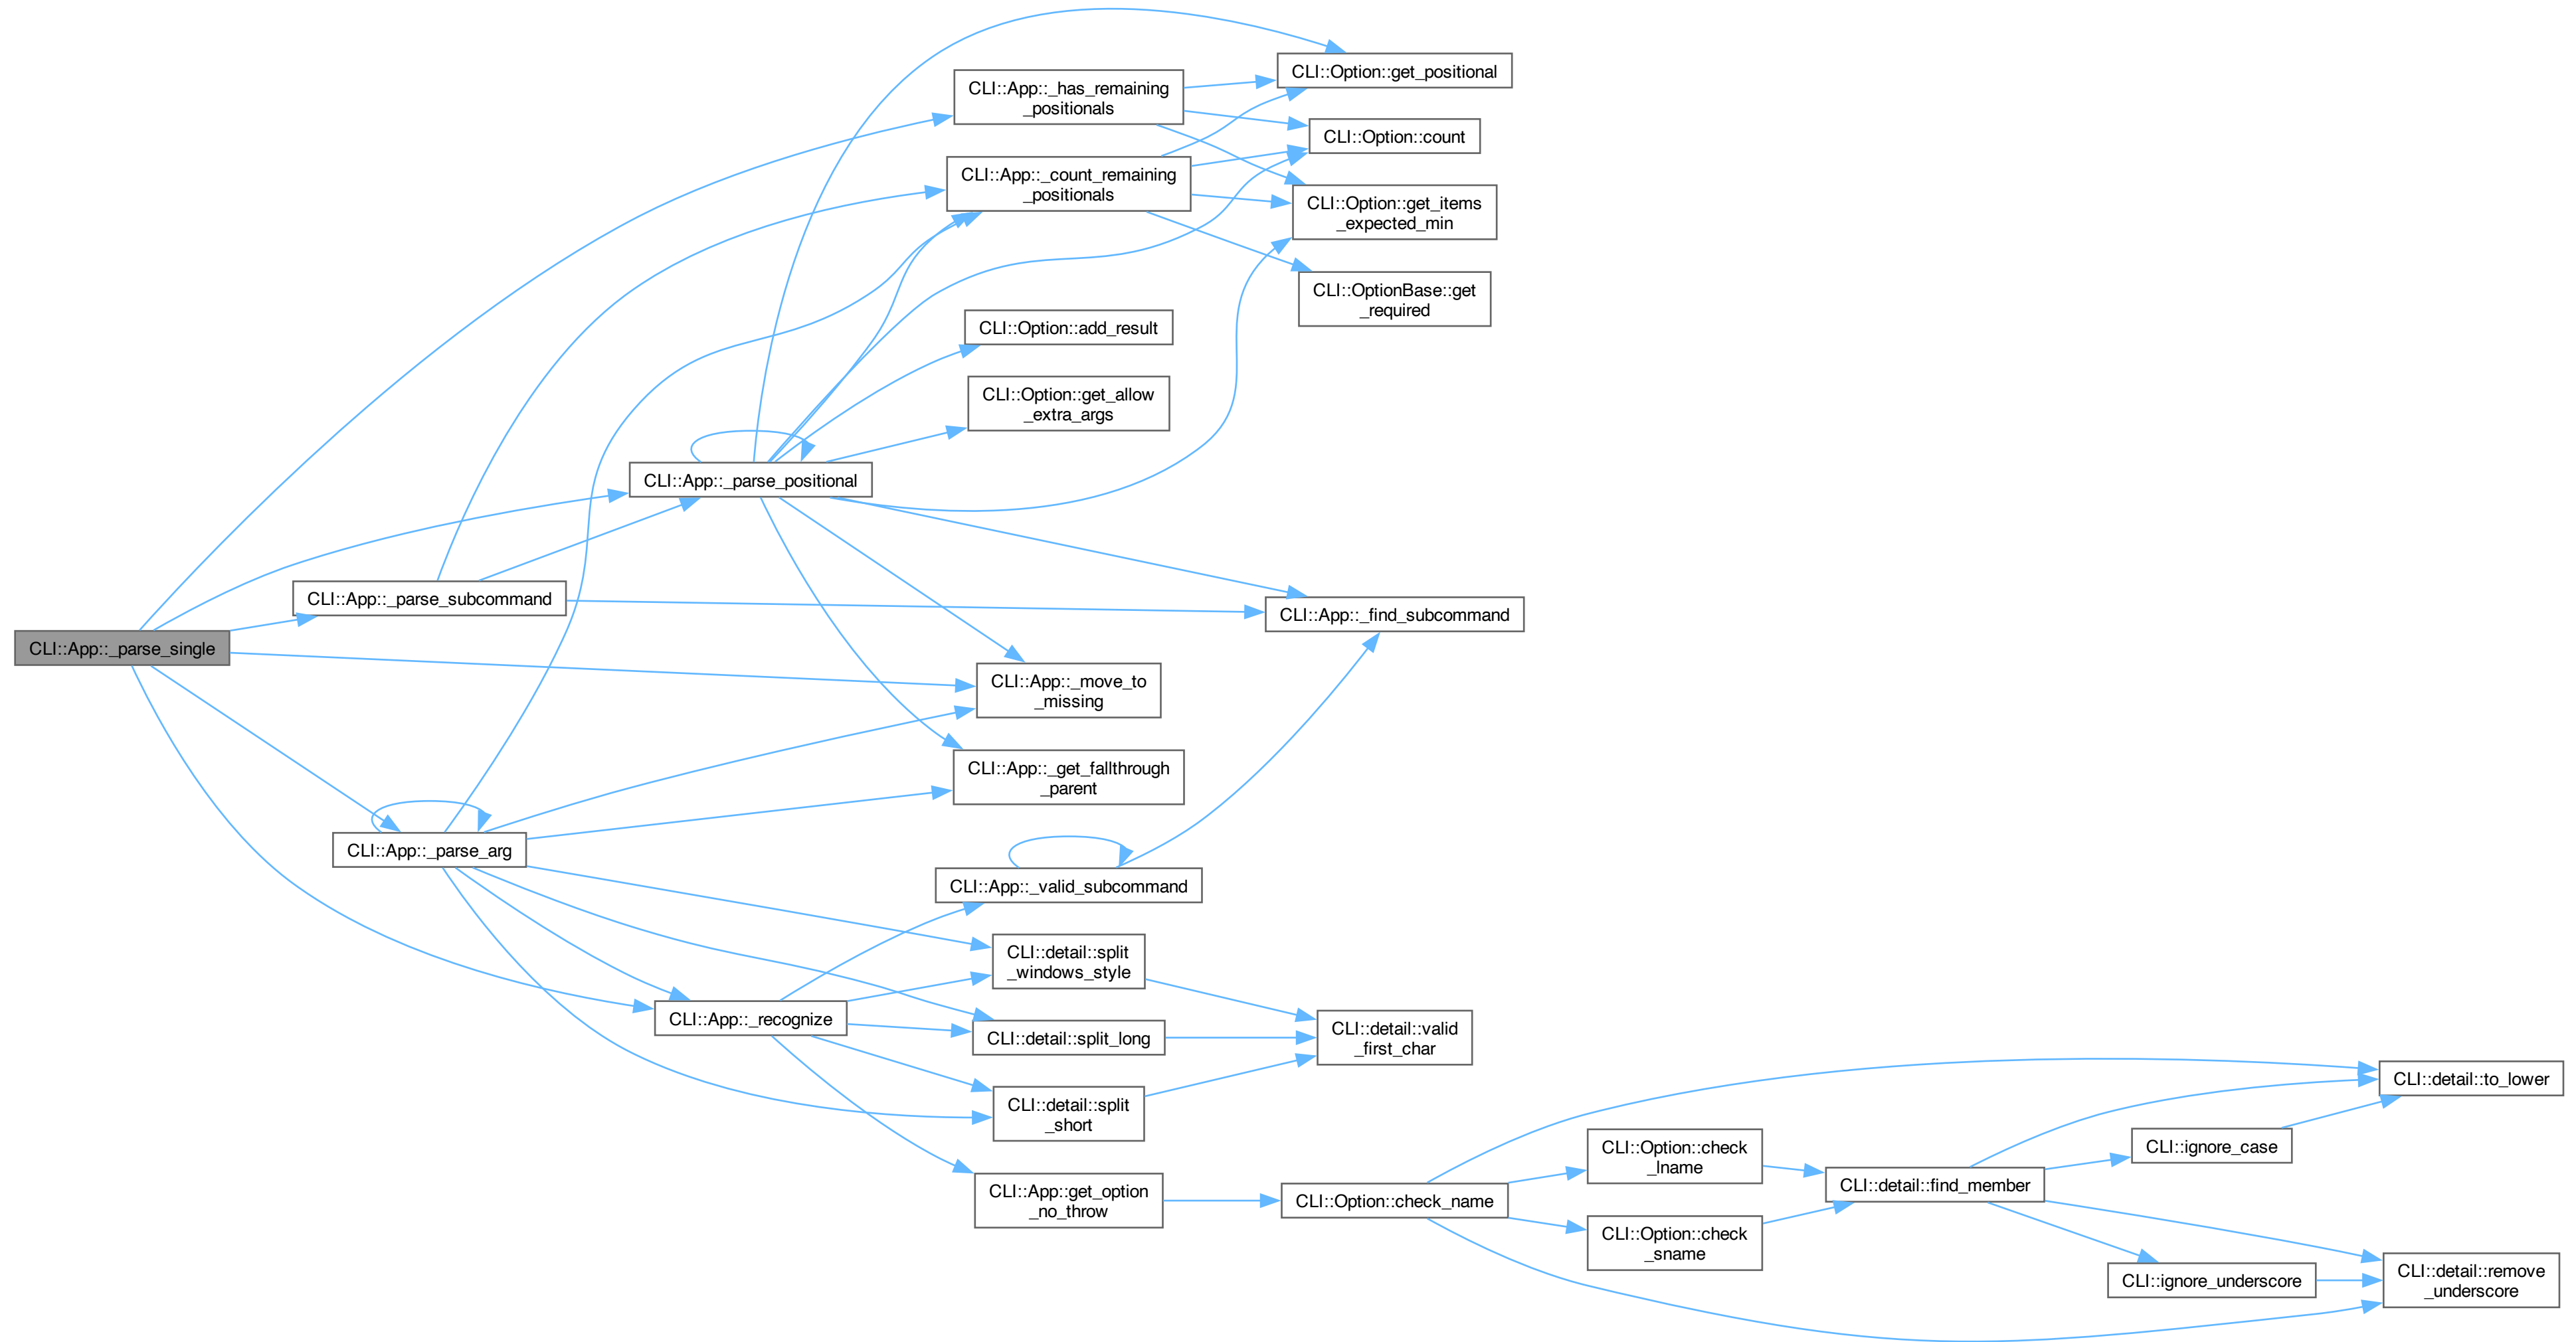 CLI::App::_parse_single
CLI::App::_parse_subcommand
CLI::App::_parse_arg
CLI::App::_parse_positional
CLI::App::_recognize
CLI::App::_has_remaining
_positionals
CLI::App::_count_remaining
_positionals
CLI::Option::add_result
CLI::Option::get_allow
_extra_args
CLI::App::_move_to
_missing
CLI::App::_get_fallthrough
_parent
CLI::App::_valid_subcommand
CLI::detail::split
_windows_style
CLI::detail::split_long
CLI::detail::split
_short
CLI::App::get_option
_no_throw
CLI::Option::get_positional
CLI::Option::count
CLI::Option::get_items
_expected_min
CLI::OptionBase::get
_required
CLI::App::_find_subcommand
CLI::detail::valid
_first_char
CLI::Option::check_name
CLI::Option::check
_lname
CLI::Option::check
_sname
CLI::detail::find_member
CLI::ignore_case
CLI::ignore_underscore
CLI::detail::to_lower
CLI::detail::remove
_underscore